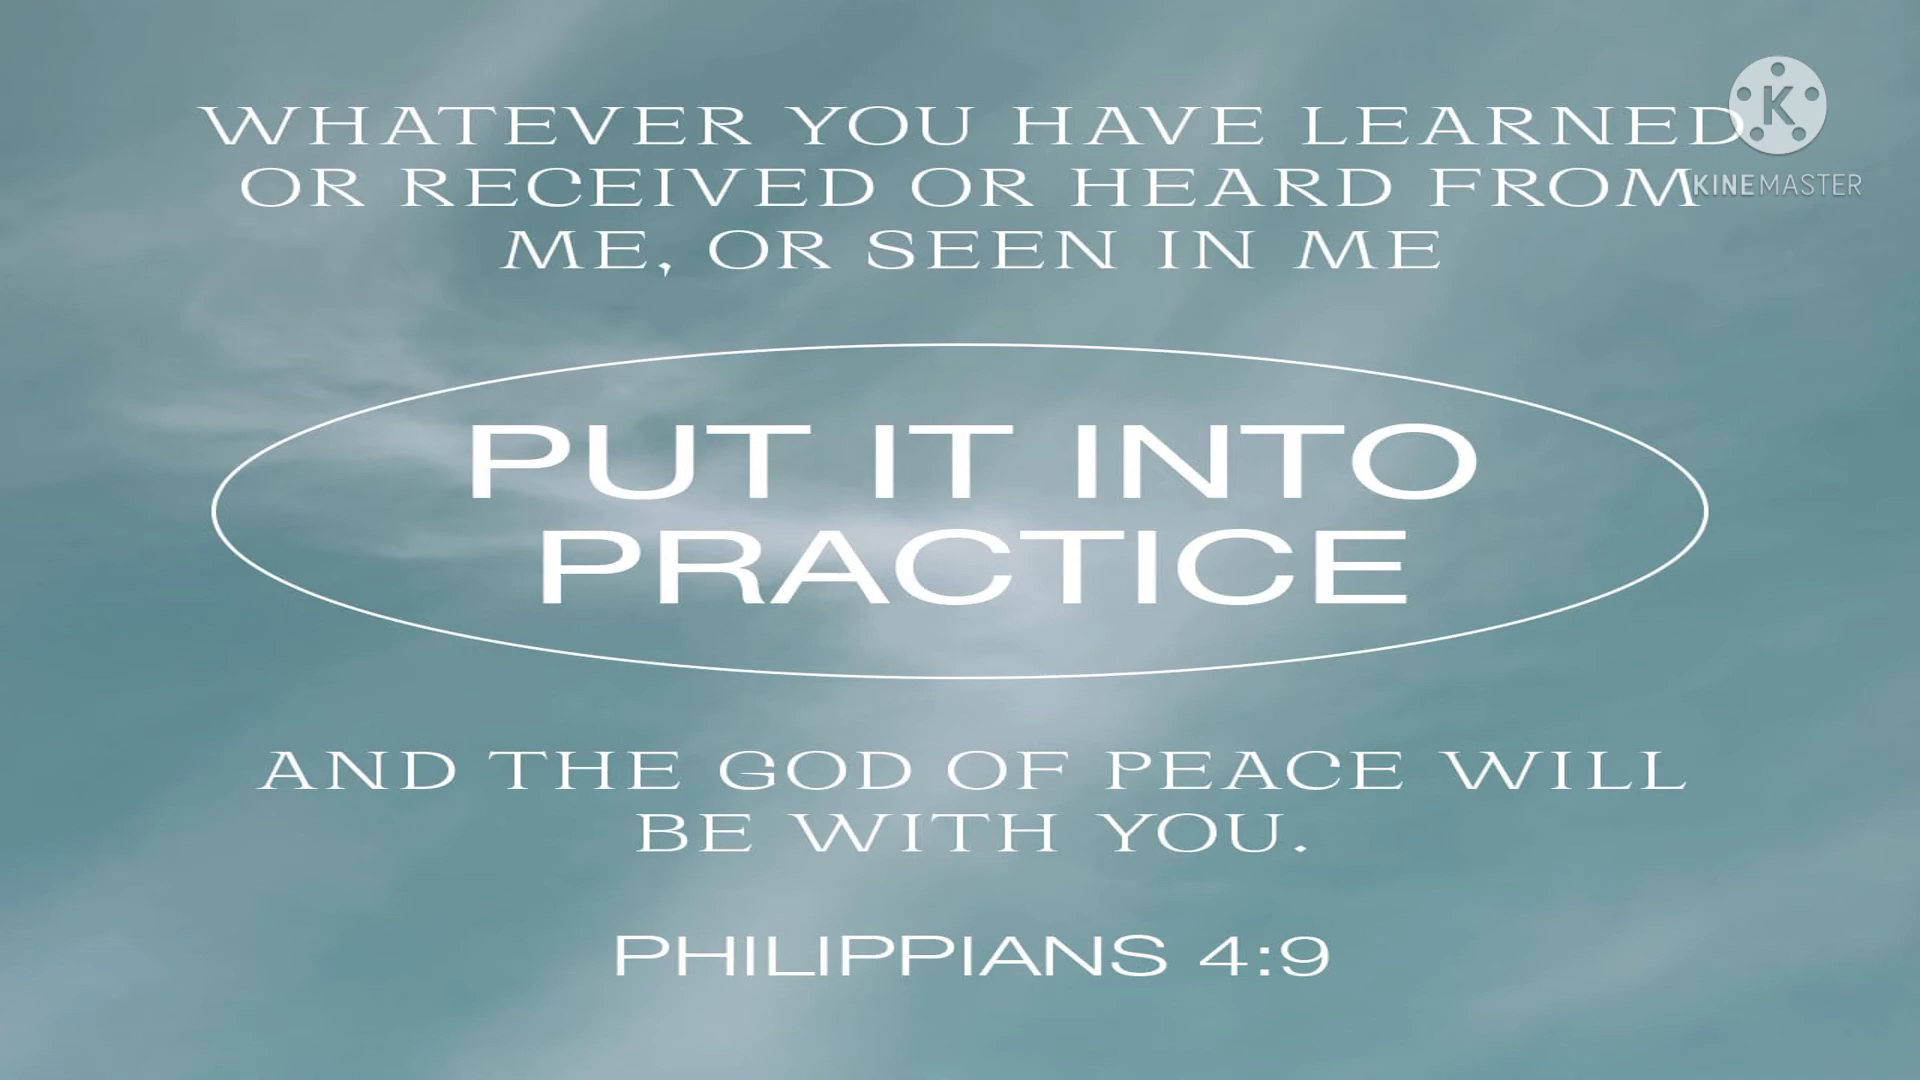 WHATEVER YOU HAVE LEARNED
OR RECEIVED OR HEARD FROM
ME, OR SEEN IN ME
PUT IT INTO
PRACTICE
AND THE GOD OF PEACE WILL
BE WITH YOU.
PHILIPPIANS 4:9
K
KINEMASTER